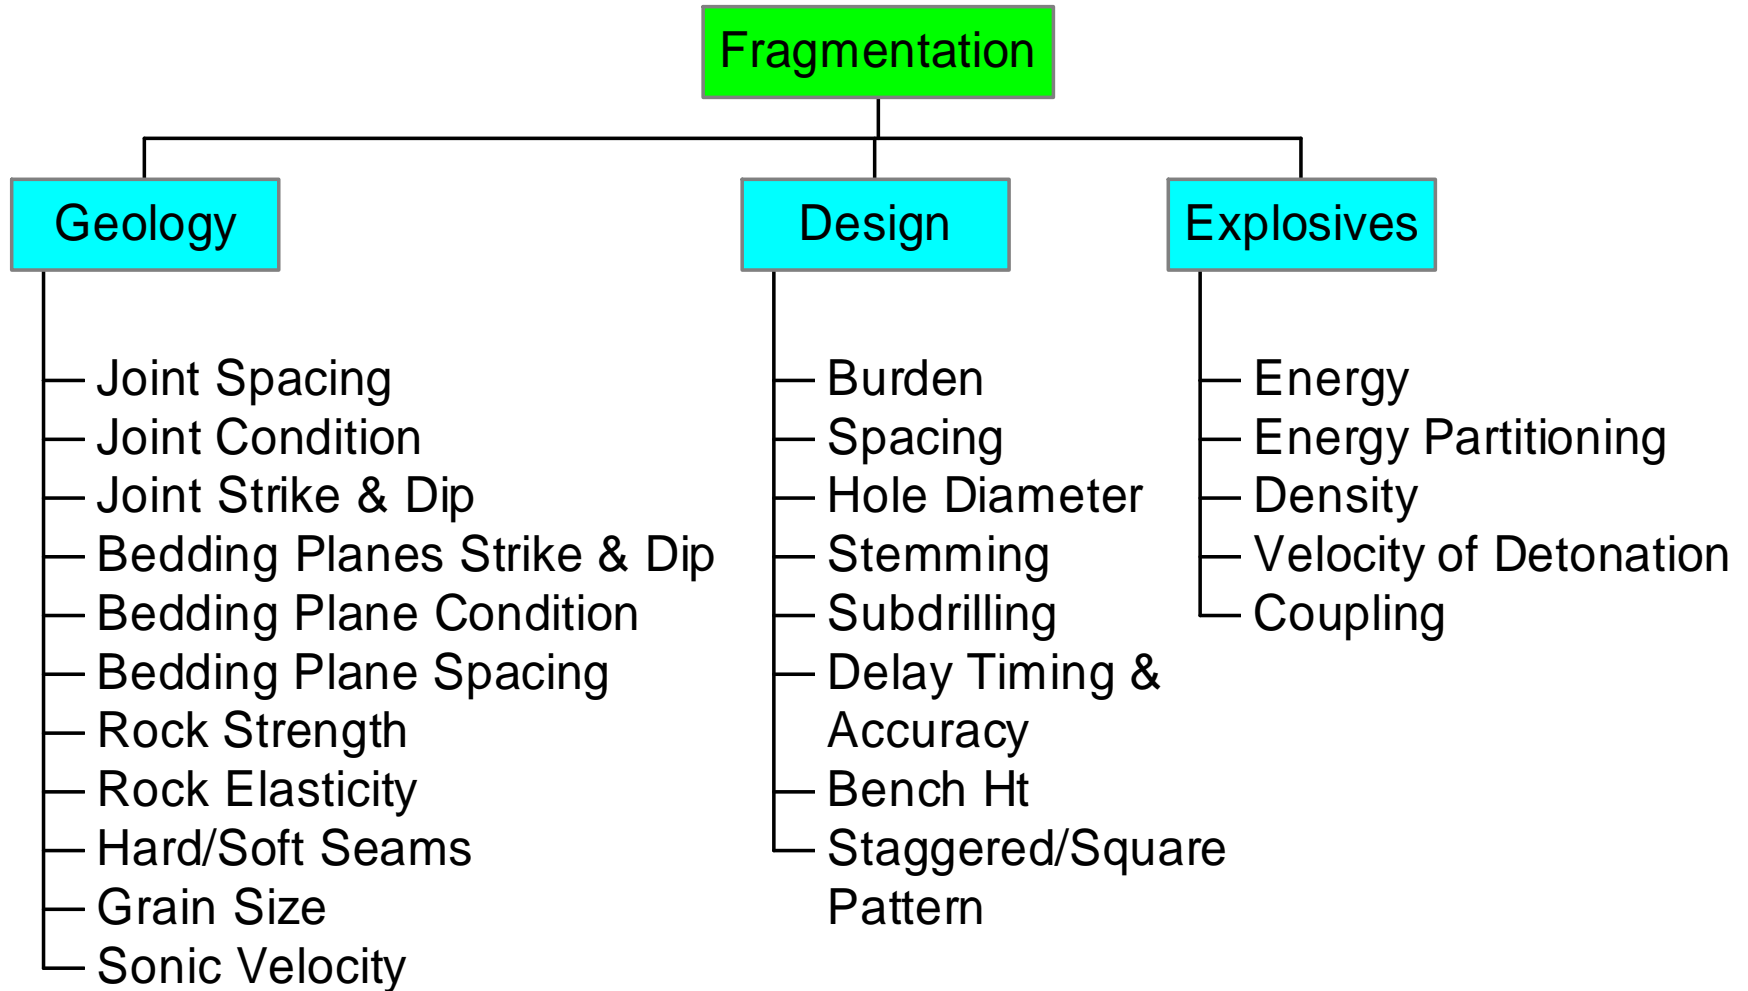 Fragmentation
Geology
Design
Explosives
Joint Spacing
Joint Condition
Joint Strike & Dip
Bedding Planes Strike & Dip
Bedding Plane Condition
Bedding Plane Spacing
Rock Strength
Rock Elasticity
Hard/Soft Seams
Grain Size
Sonic Velocity
Burden
Spacing
Hole Diameter
Stemming
Subdrilling
Delay Timing &
Accuracy
Bench Ht
Staggered/Square
Pattern
Energy
Energy Partitioning
Density
Velocity of Detonation
Coupling